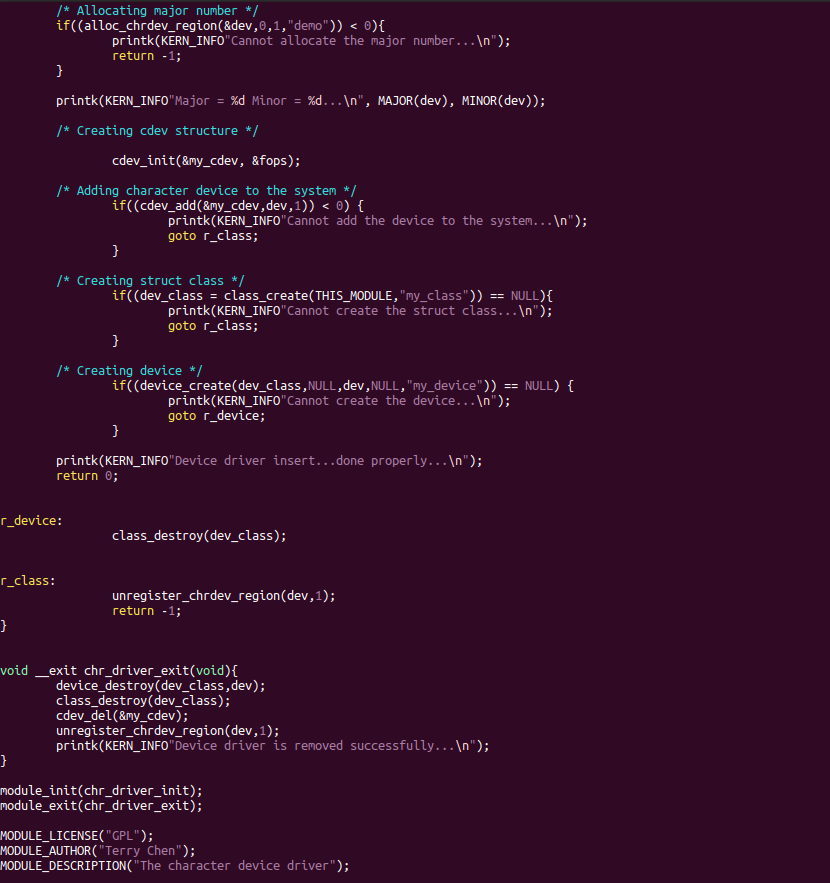 /* Allocating major number */
if((alloc_chrdev_region(&dev,0,1,"demo")) < 0){
printk(KERN_INFO"Cannot allocate the major number...\n");
return -1;
}
printk(KERN_INFO"Major = %d Minor = %d...\n", MAJOR(dev), MINOR(dev));
/* Creating cdev structure */
cdev_init(&my_cdev, &fops);
/* Adding character device to the system */
if((cdev_add(&my_cdev,dev,1)) < 0) {
printk(KERN_INFO"Cannot add the device to the system...\n");
goto r_class;
}
/* Creating struct class */
if((dev_class = class_create(THIS_MODULE,"my_class")) == NULL){
printk(KERN_INFO"Cannot create the struct class...\n");
goto r_class;
}
/* Creating device */
if((device_create(dev_class,NULL,dev,NULL,"my_device")) == NULL) {
printk(KERN_INFO"Cannot create the device...\n");
goto r_device;
}
printk(KERN_INFO"Device driver insert...done properly...\n");
return 0;
r_device:
class_destroy(dev_class);
r_class:
unregister_chrdev_region(dev,1);
return -1;
}
void __exit chr_driver_exit(void){
device_destroy(dev_class,dev);
class_destroy(dev_class);
cdev_del(&my_cdev);
unregister_chrdev_region(dev,1);
printk(KERN_INFO"Device driver is removed successfully...\n");
}
module_init(chr_driver_init);
module_exit(chr_driver_exit);
MODULE_LICENSE("GPL");
MODULE_AUTHOR("Terry Chen");
MODULE_DESCRIPTION("The character device driver");